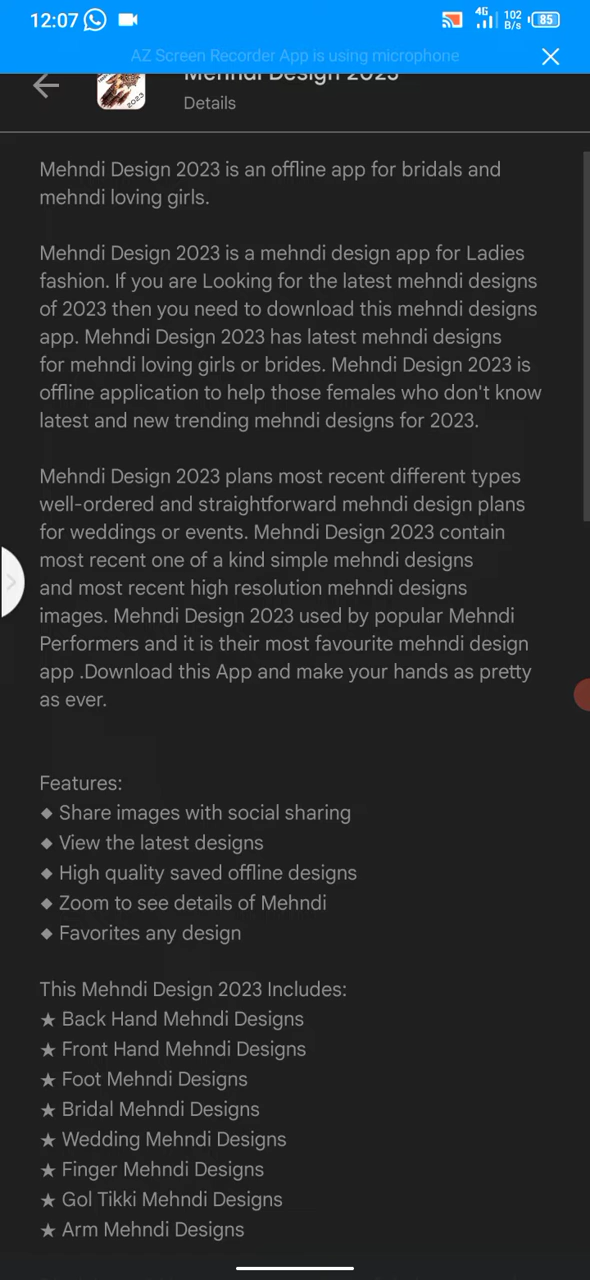 12:07 4G 102 B/s 85
AZ Screen Recorder App is using microphone
Mehndi Design 2023
2023
Details
Mehndi Design 2023 is an offline app for bridals and
mehndi loving girls.
Mehndi Design 2023 is a mehndi design app for Ladies
fashion. If you are Looking for the latest mehndi designs
of 2023 then you need to download this mehndi designs
app. Mehndi Design 2023 has latest mehndi designs
for mehndi loving girls or brides. Mehndi Design 2023 is
offline application to help those females who don't know
latest and new trending mehndi designs for 2023.
Mehndi Design 2023 plans most recent different types
well-ordered and straightforward mehndi design plans
for weddings or events. Mehndi Design 2023 contain
most recent one of a kind simple mehndi designs
and most recent high resolution mehndi designs
images. Mehndi Design 2023 used by popular Mehndi
Performers and it is their most favourite mehndi design
app .Download this App and make your hands as pretty
as ever.
Features:
◆ Share images with social sharing
◆ View the latest designs
◆ High quality saved offline designs
◆ Zoom to see details of Mehndi
◆ Favorites any design
This Mehndi Design 2023 Includes:
★ Back Hand Mehndi Designs
★ Front Hand Mehndi Designs
★ Foot Mehndi Designs
★ Bridal Mehndi Designs
★ Wedding Mehndi Designs
★ Finger Mehndi Designs
★ Gol Tikki Mehndi Designs
★ Arm Mehndi Designs